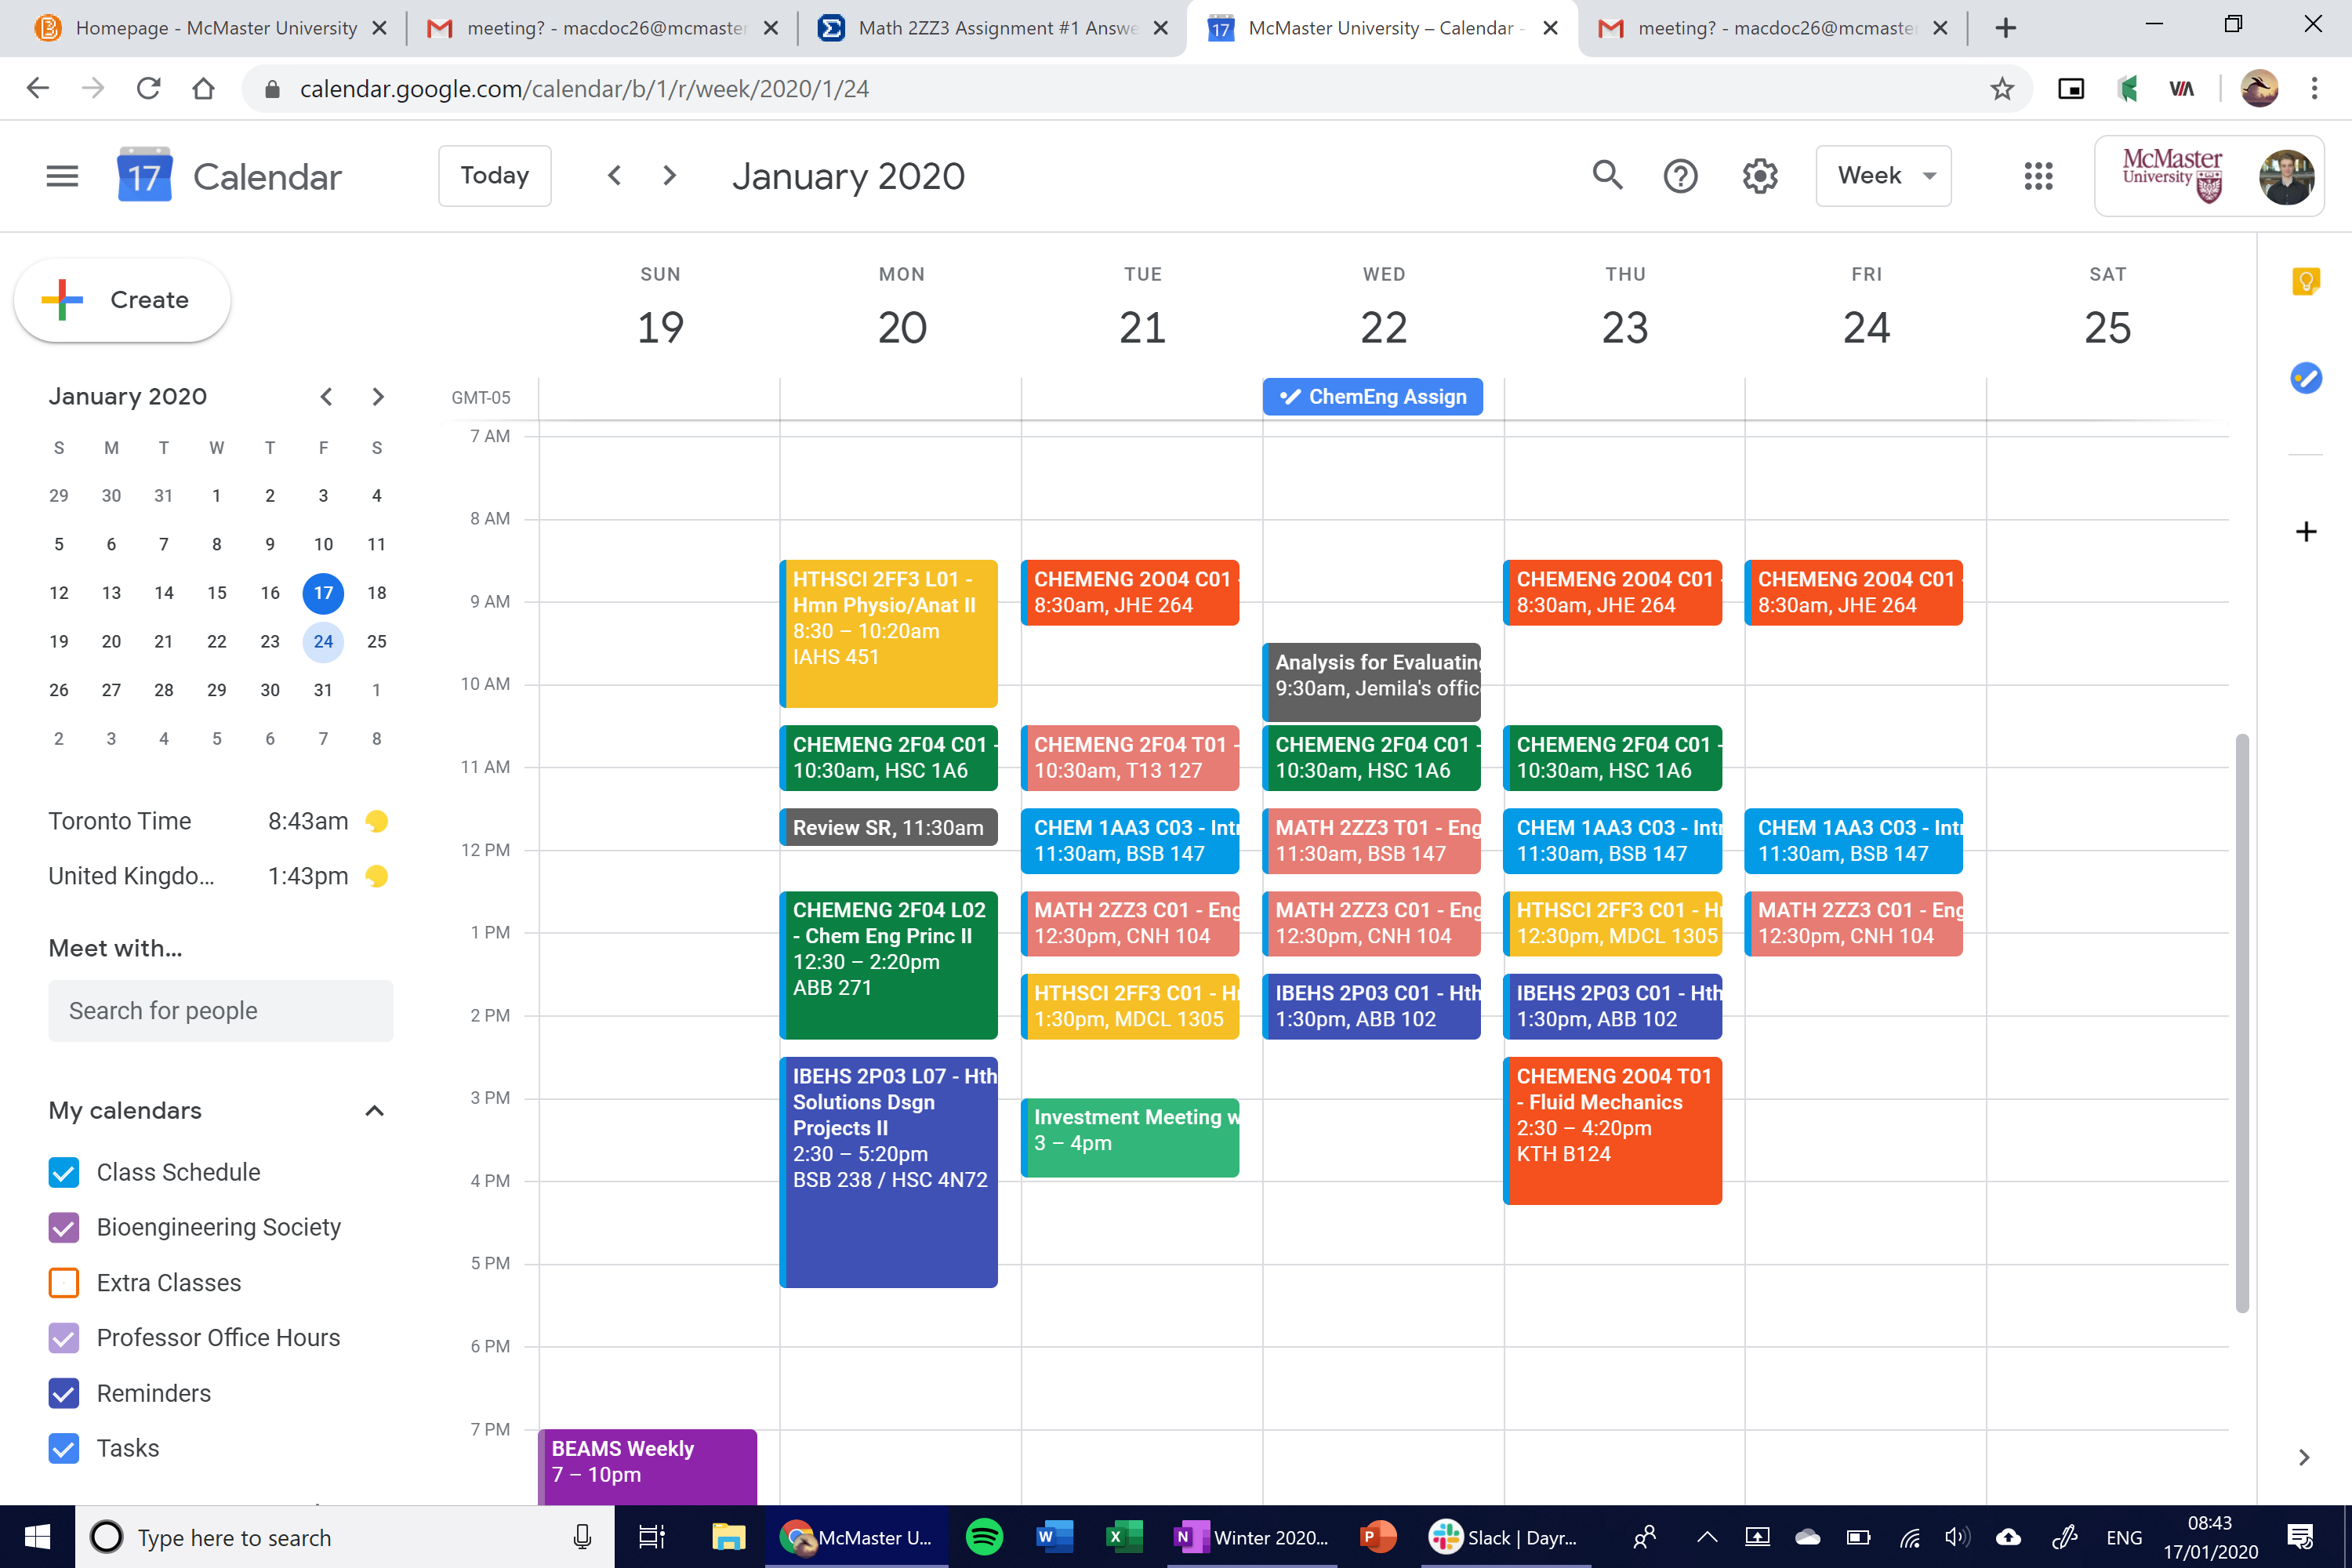 Homepage - McMaster University
meeting? - macdoc26@mcmaster
Math 2ZZ3 Assignment #1 Answe
McMaster University – Calendar -
meeting? - macdoc26@mcmaster
calendar.google.com/calendar/b/1/r/week/2020/1/24
17
Calendar
Today
January 2020
Week
McMaster
University
Create
SUN
MON
TUE
WED
THU
FRI
SAT
19
20
21
22
23
24
25
GMT-05
ChemEng Assign
January 2020
S M T W T F S
29 30 31 1 2 3 4
5 6 7 8 9 10 11
12 13 14 15 16 17 18
19 20 21 22 23 24 25
26 27 28 29 30 31 1
2 3 4 5 6 7 8
Toronto Time 8:43am
United Kingdo... 1:43pm
Meet with...
Search for people
My calendars
Class Schedule
Bioengineering Society
Extra Classes
Professor Office Hours
Reminders
Tasks
7 AM
8 AM
9 AM
10 AM
11 AM
12 PM
1 PM
2 PM
3 PM
4 PM
5 PM
6 PM
7 PM
BEAMS Weekly
7 – 10pm
HTHSCI 2FF3 L01 -
Hmn Physio/Anat II
8:30 – 10:20am
IAHS 451
CHEMENG 2F04 C01 -
10:30am, HSC 1A6
Review SR, 11:30am
CHEMENG 2F04 L02
- Chem Eng Princ II
12:30 – 2:20pm
ABB 271
IBEHS 2P03 L07 - Hth
Solutions Dsgn
Projects II
2:30 – 5:20pm
BSB 238 / HSC 4N72
CHEMENG 2O04 C01 -
8:30am, JHE 264
CHEMENG 2F04 T01 -
10:30am, T13 127
CHEM 1AA3 C03 - Intr
11:30am, BSB 147
MATH 2ZZ3 C01 - Eng
12:30pm, CNH 104
HTHSCI 2FF3 C01 - H
1:30pm, MDCL 1305
Investment Meeting w
3 – 4pm
Analysis for Evaluating
9:30am, Jemila's offic
CHEMENG 2F04 C01 -
10:30am, HSC 1A6
MATH 2ZZ3 T01 - Eng
11:30am, BSB 147
MATH 2ZZ3 C01 - Eng
12:30pm, CNH 104
IBEHS 2P03 C01 - Hth
1:30pm, ABB 102
CHEMENG 2O04 C01 -
8:30am, JHE 264
CHEMENG 2F04 C01 -
10:30am, HSC 1A6
CHEM 1AA3 C03 - Intr
11:30am, BSB 147
HTHSCI 2FF3 C01 - H
12:30pm, MDCL 1305
IBEHS 2P03 C01 - Hth
1:30pm, ABB 102
CHEMENG 2O04 T01
- Fluid Mechanics
2:30 – 4:20pm
KTH B124
CHEMENG 2O04 C01 -
8:30am, JHE 264
CHEM 1AA3 C03 - Intr
11:30am, BSB 147
MATH 2ZZ3 C01 - Eng
12:30pm, CNH 104
Type here to search
McMaster U...
Winter 2020...
Slack | Dayr...
ENG
08:43
17/01/2020